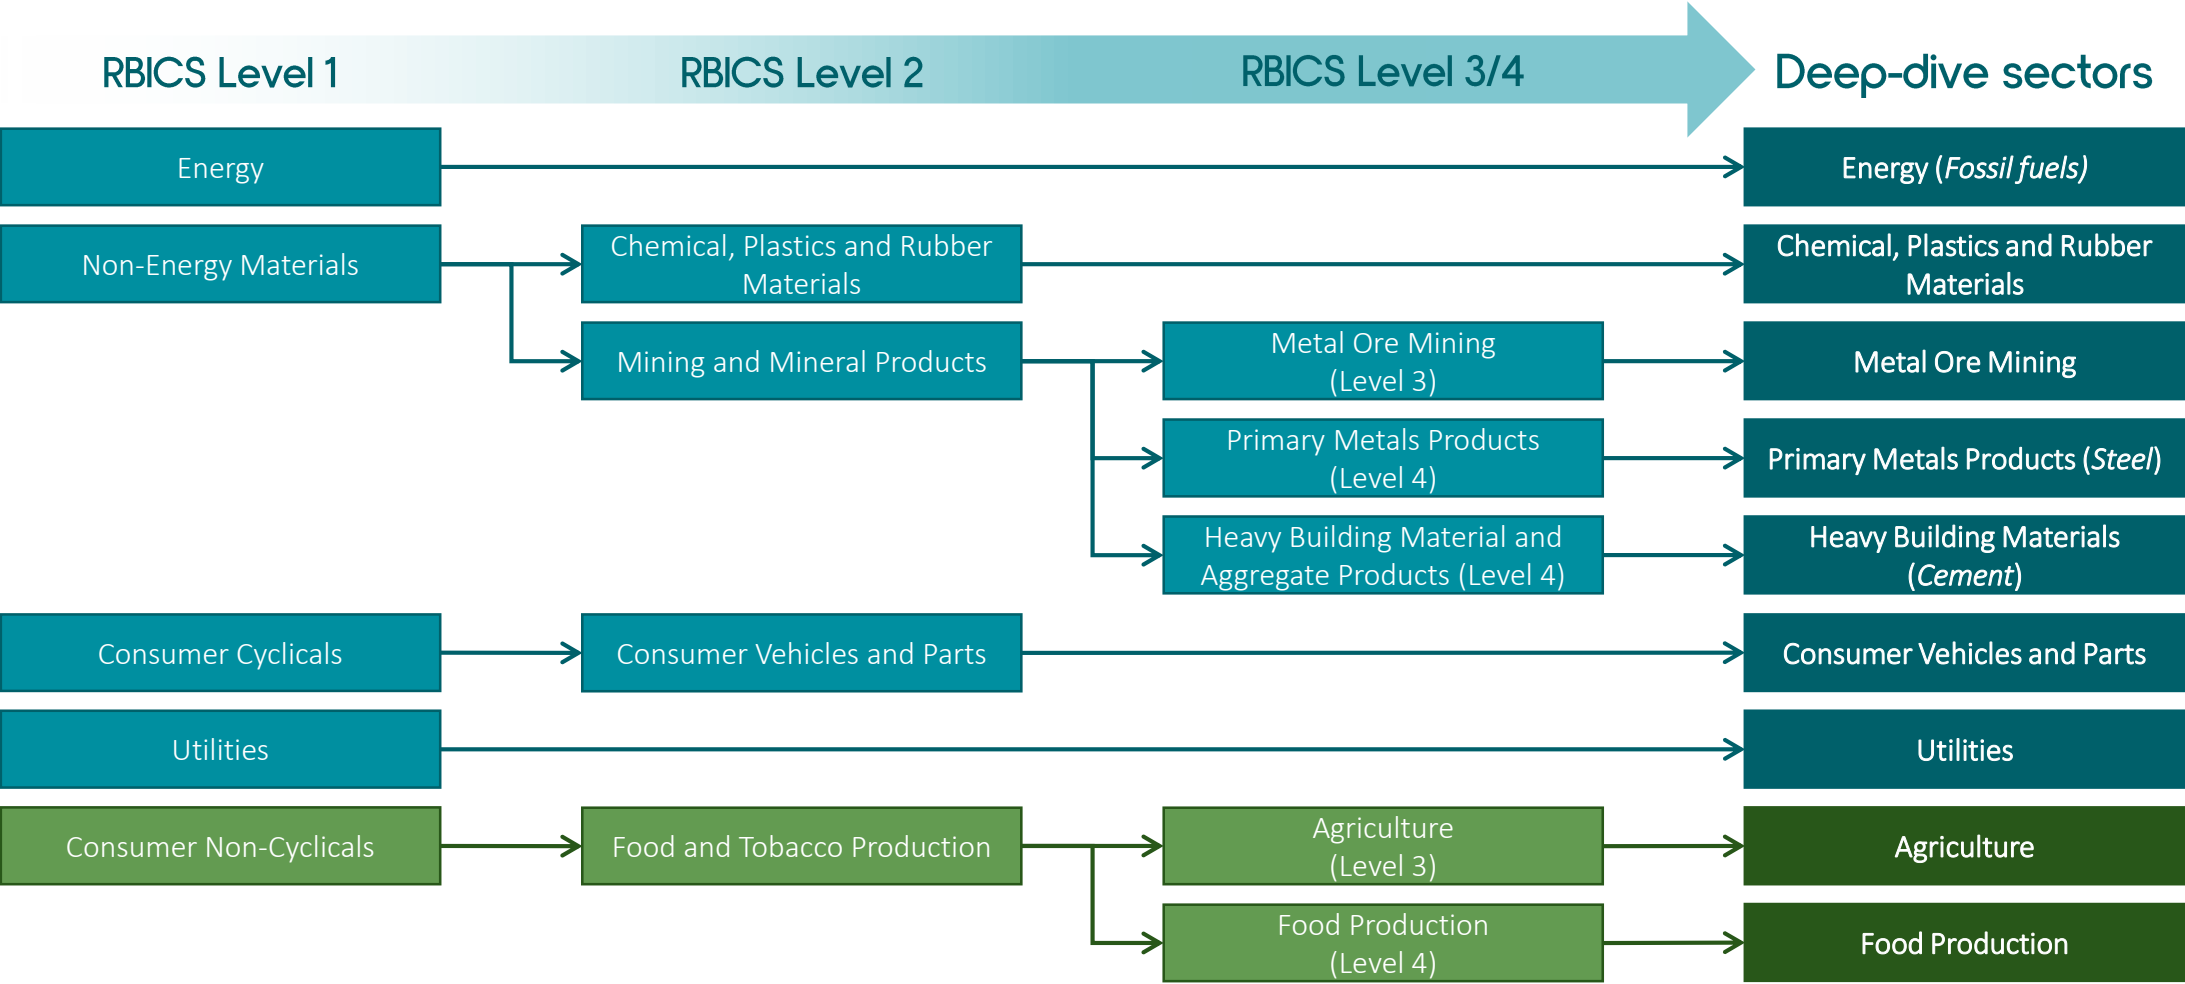 RBICS Level 1
RBICS Level 2
RBICS Level 3/4
Deep-dive sectors
Energy
Energy (Fossil fuels)
Non-Energy Materials
Chemical, Plastics and Rubber
Materials
Chemical, Plastics and Rubber
Materials
Mining and Mineral Products
Metal Ore Mining
(Level 3)
Metal Ore Mining
Primary Metals Products
(Level 4)
Primary Metals Products (Steel)
Heavy Building Material and
Aggregate Products (Level 4)
Heavy Building Materials
(Cement)
Consumer Cyclicals
Consumer Vehicles and Parts
Consumer Vehicles and Parts
Utilities
Utilities
Consumer Non-Cyclicals
Food and Tobacco Production
Agriculture
(Level 3)
Agriculture
Food Production
(Level 4)
Food Production